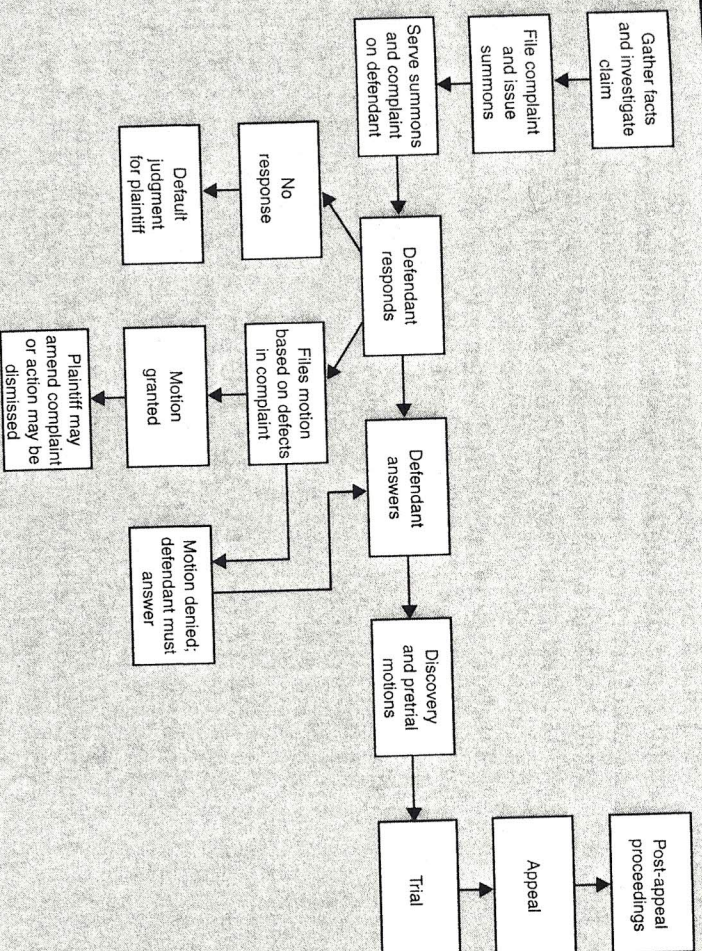 Gather facts
and investigate
claim
File complaint
and issue
summons
Serve summons
and complaint
on defendant
Defendant
responds
No
response
Default
judgment
for plaintiff
Files motion
based on defects
in complaint
Motion
granted
Plaintiff may
amend complaint
or action may be
dismissed
Motion denied;
defendant must
answer
Defendant
answers
Discovery
and pretrial
motions
Trial
Appeal
Post-appeal
proceedings